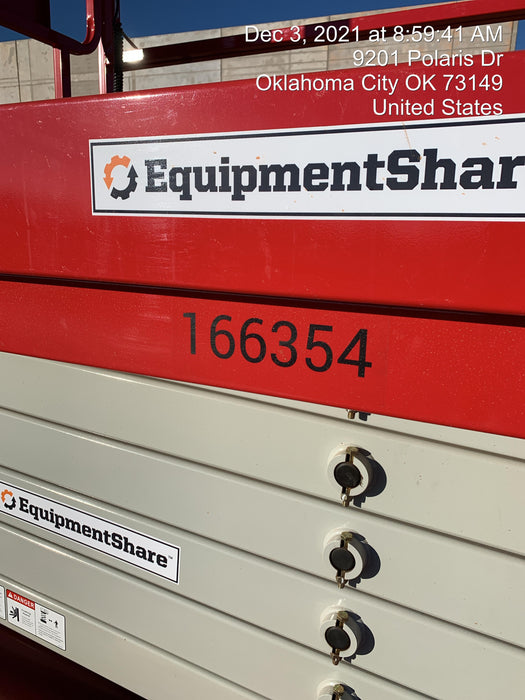 Dec 3, 2021 at 8:59:41 AM
9201 Polaris Dr
Oklahoma City OK 73149
United States
EquipmentShar
166354
EquipmentShare™
DANGER